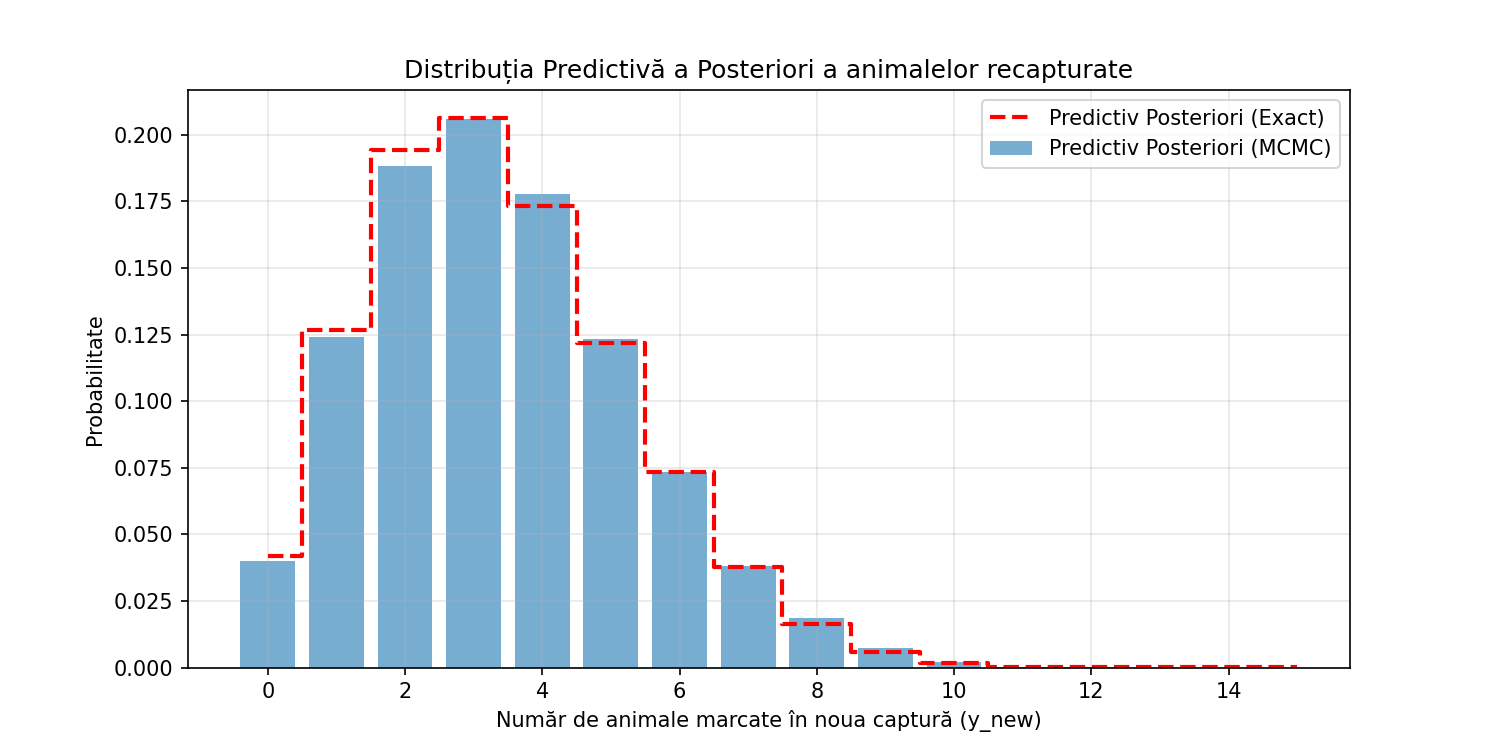 Distribuția Predictivă a Posteriori a animalelor recapturate
Predictiv Posteriori (Exact)
Predictiv Posteriori (MCMC)
Probabilitate
0.200
0.175
0.150
0.125
0.100
0.075
0.050
0.025
0.000
0 2 4 6 8 10 12 14
Număr de animale marcate în noua captură (y_new)